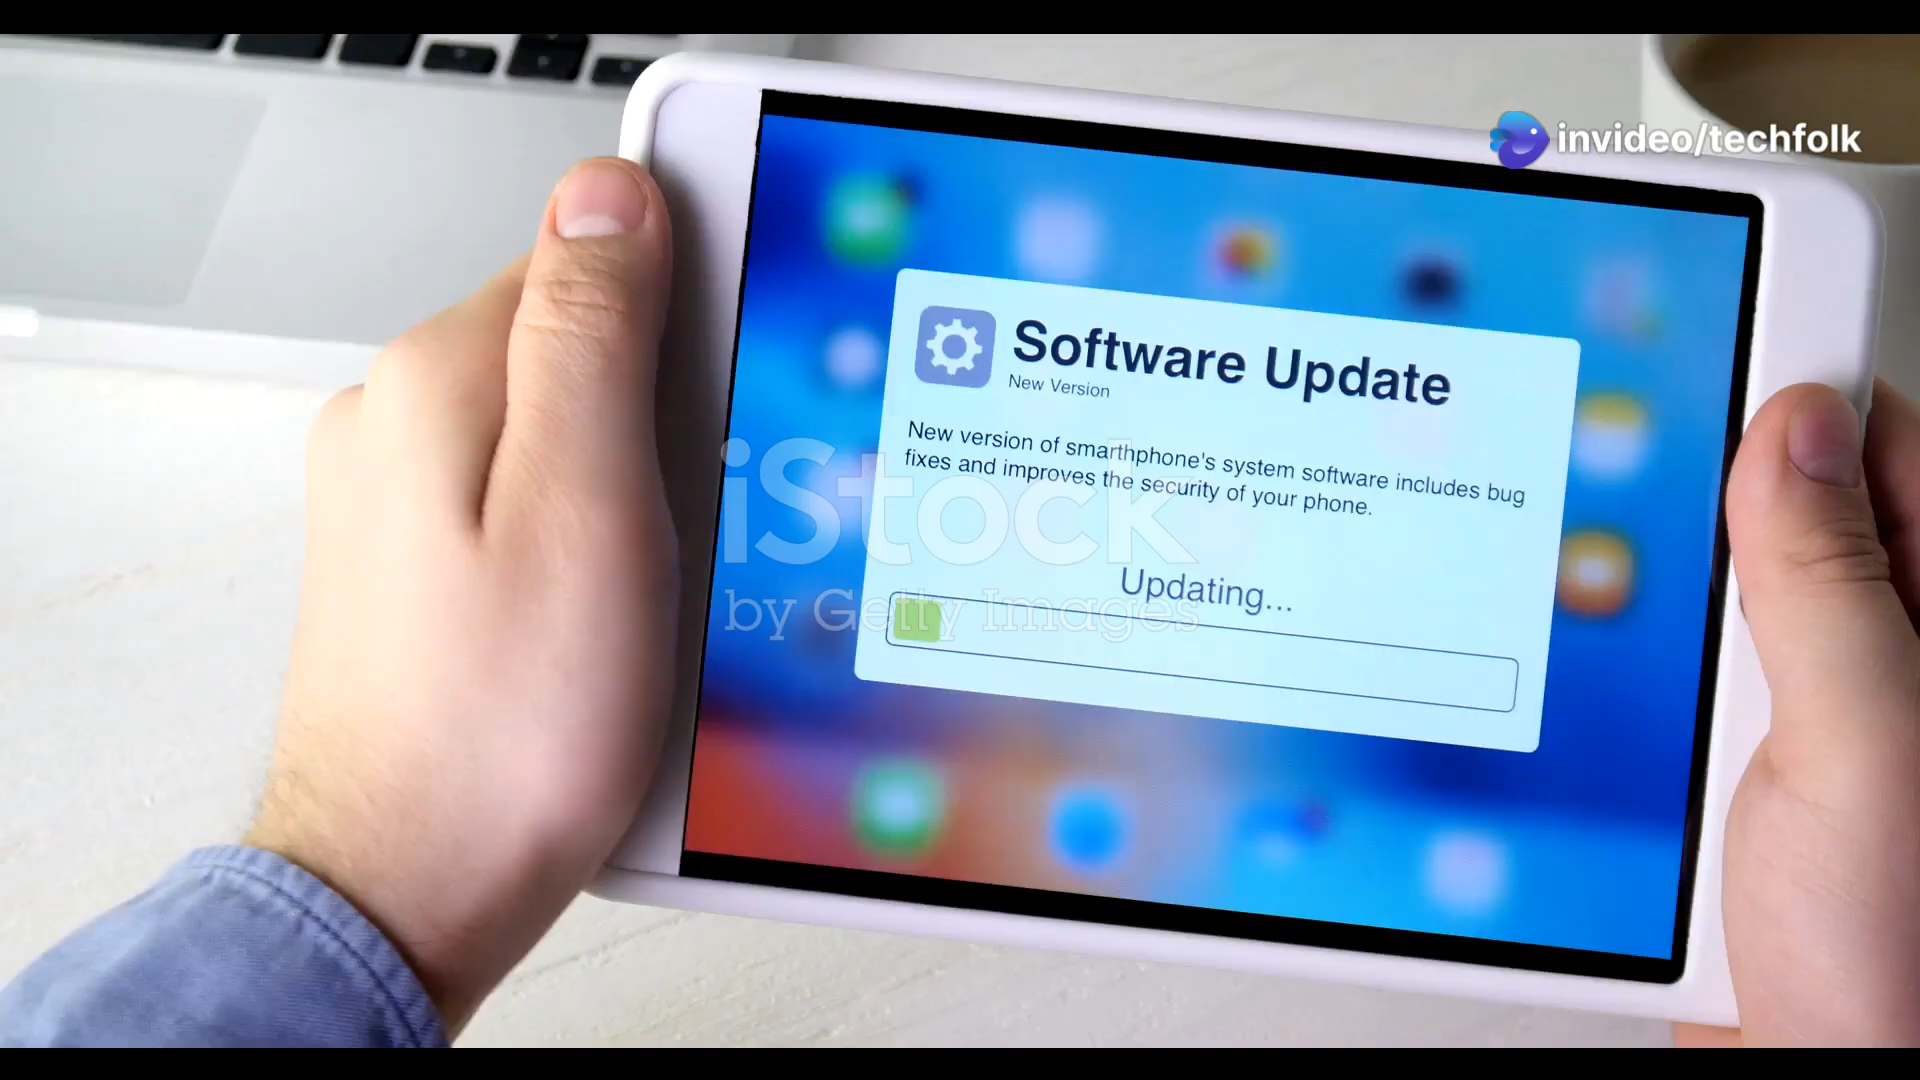 invideo/techfolk
Software Update
New Version
New version of smarthphone's system software includes bug
fixes and improves the security of your phone.
iStock
Updating...
by Getty Images